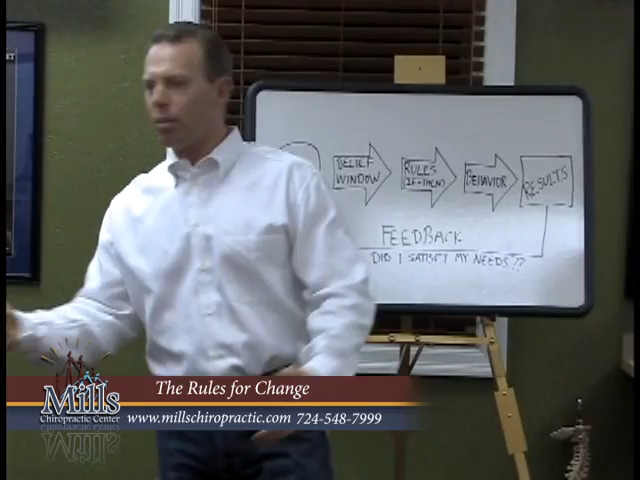 BELIEF
WINDOW
RULES
(IF-THEN)
BEHAVIOR
RESULTS
FEEDBACK
DID I SATISFY MY NEEDS??
The Rules for Change
Mills
Chiropractic Center
www.millschiropractic.com 724-548-7999